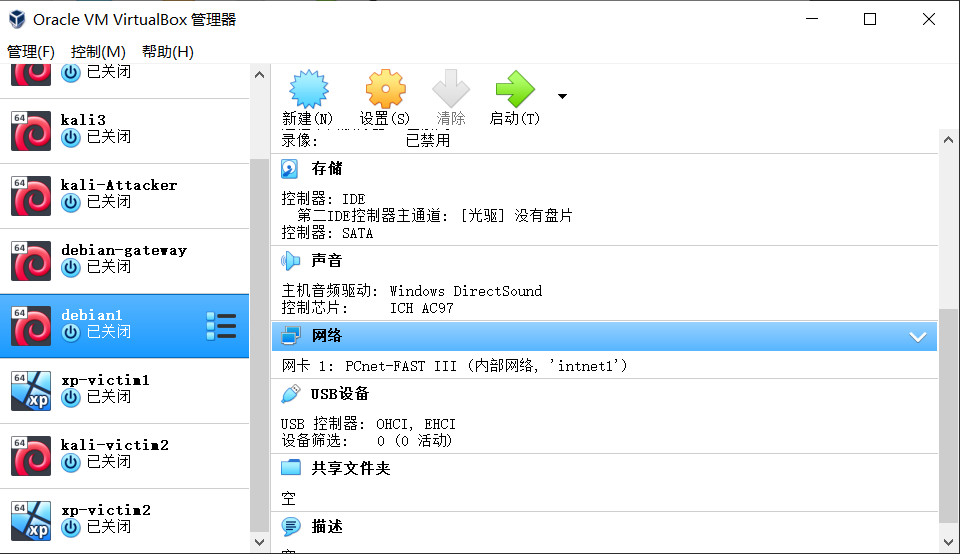 Oracle VM VirtualBox 管理器
管理(F) 控制(M) 帮助(H)
已关闭
64
kali3
已关闭
64
kali-Attacker
已关闭
64
debian-gateway
已关闭
64
debian1
已关闭
64
xp
xp-victim1
已关闭
64
kali-victim2
已关闭
64
xp
xp-victim2
已关闭
新建(N) 设置(S) 清除 启动(T)
录像: 已禁用
存储
控制器: IDE
第二IDE控制器主通道: [光驱] 没有盘片
控制器: SATA
声音
主机音频驱动: Windows DirectSound
控制芯片: ICH AC97
网络
网卡 1: PCnet-FAST III (内部网络, 'intnet1')
USB设备
USB 控制器: OHCI, EHCI
设备筛选: 0 (0 活动)
共享文件夹
空
描述